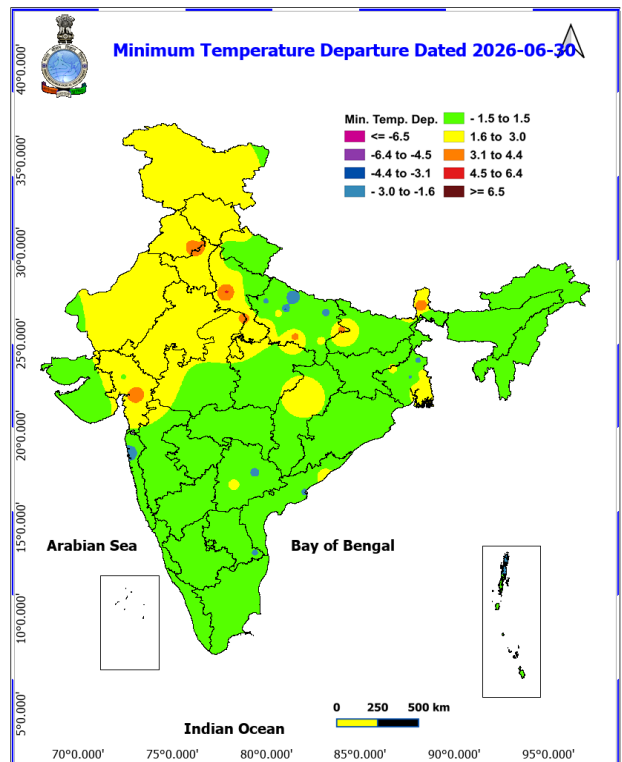 Minimum Temperature Departure Dated 2026-06-30
Min. Temp. Dep.
<= -6.5
-6.4 to -4.5
-4.4 to -3.1
- 3.0 to -1.6
- 1.5 to 1.5
1.6 to 3.0
3.1 to 4.4
4.5 to 6.4
>= 6.5
40°0.000'
35°0.000'
30°0.000'
25°0.000'
20°0.000'
15°0.000'
10°0.000'
5°0.000'
Arabian Sea
Bay of Bengal
Indian Ocean
0 250 500 km
70°0.000' 75°0.000' 80°0.000' 85°0.000' 90°0.000' 95°0.000'